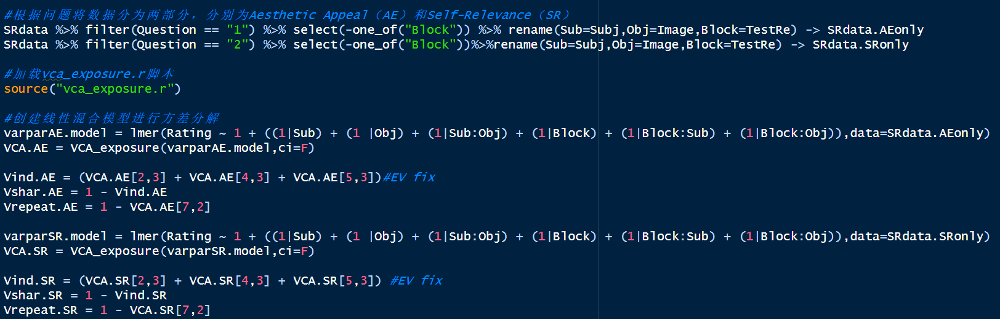 #根据问题将数据分为两部分，分别为Aesthetic Appeal（AE）和Self-Relevance（SR）
SRdata %>% filter(Question == "1") %>% select(-one_of("Block")) %>% rename(Sub=Subj,Obj=Image,Block=TestRe) -> SRdata.AEonly
SRdata %>% filter(Question == "2") %>% select(-one_of("Block"))%>%rename(Sub=Subj,Obj=Image,Block=TestRe) -> SRdata.SRonly
#加载vca_exposure.r脚本
source("vca_exposure.r")
#创建线性混合模型进行方差分解
varparAE.model = lmer(Rating ~ 1 + ((1|Sub) + (1 |Obj) + (1|Sub:Obj) + (1|Block) + (1|Block:Sub) + (1|Block:Obj)),data=SRdata.AEonly)
VCA.AE = VCA_exposure(varparAE.model,ci=F)
Vind.AE = (VCA.AE[2,3] + VCA.AE[4,3] + VCA.AE[5,3])#EV fix
Vshar.AE = 1 - Vind.AE
Vrepeat.AE = 1 - VCA.AE[7,2]
varparSR.model = lmer(Rating ~ 1 + ((1|Sub) + (1 |Obj) + (1|Sub:Obj) + (1|Block) + (1|Block:Sub) + (1|Block:Obj)),data=SRdata.SRonly)
VCA.SR = VCA_exposure(varparSR.model,ci=F)
Vind.SR = (VCA.SR[2,3] + VCA.SR[4,3] + VCA.SR[5,3]) #EV fix
Vshar.SR = 1 - Vind.SR
Vrepeat.SR = 1 - VCA.SR[7,2]